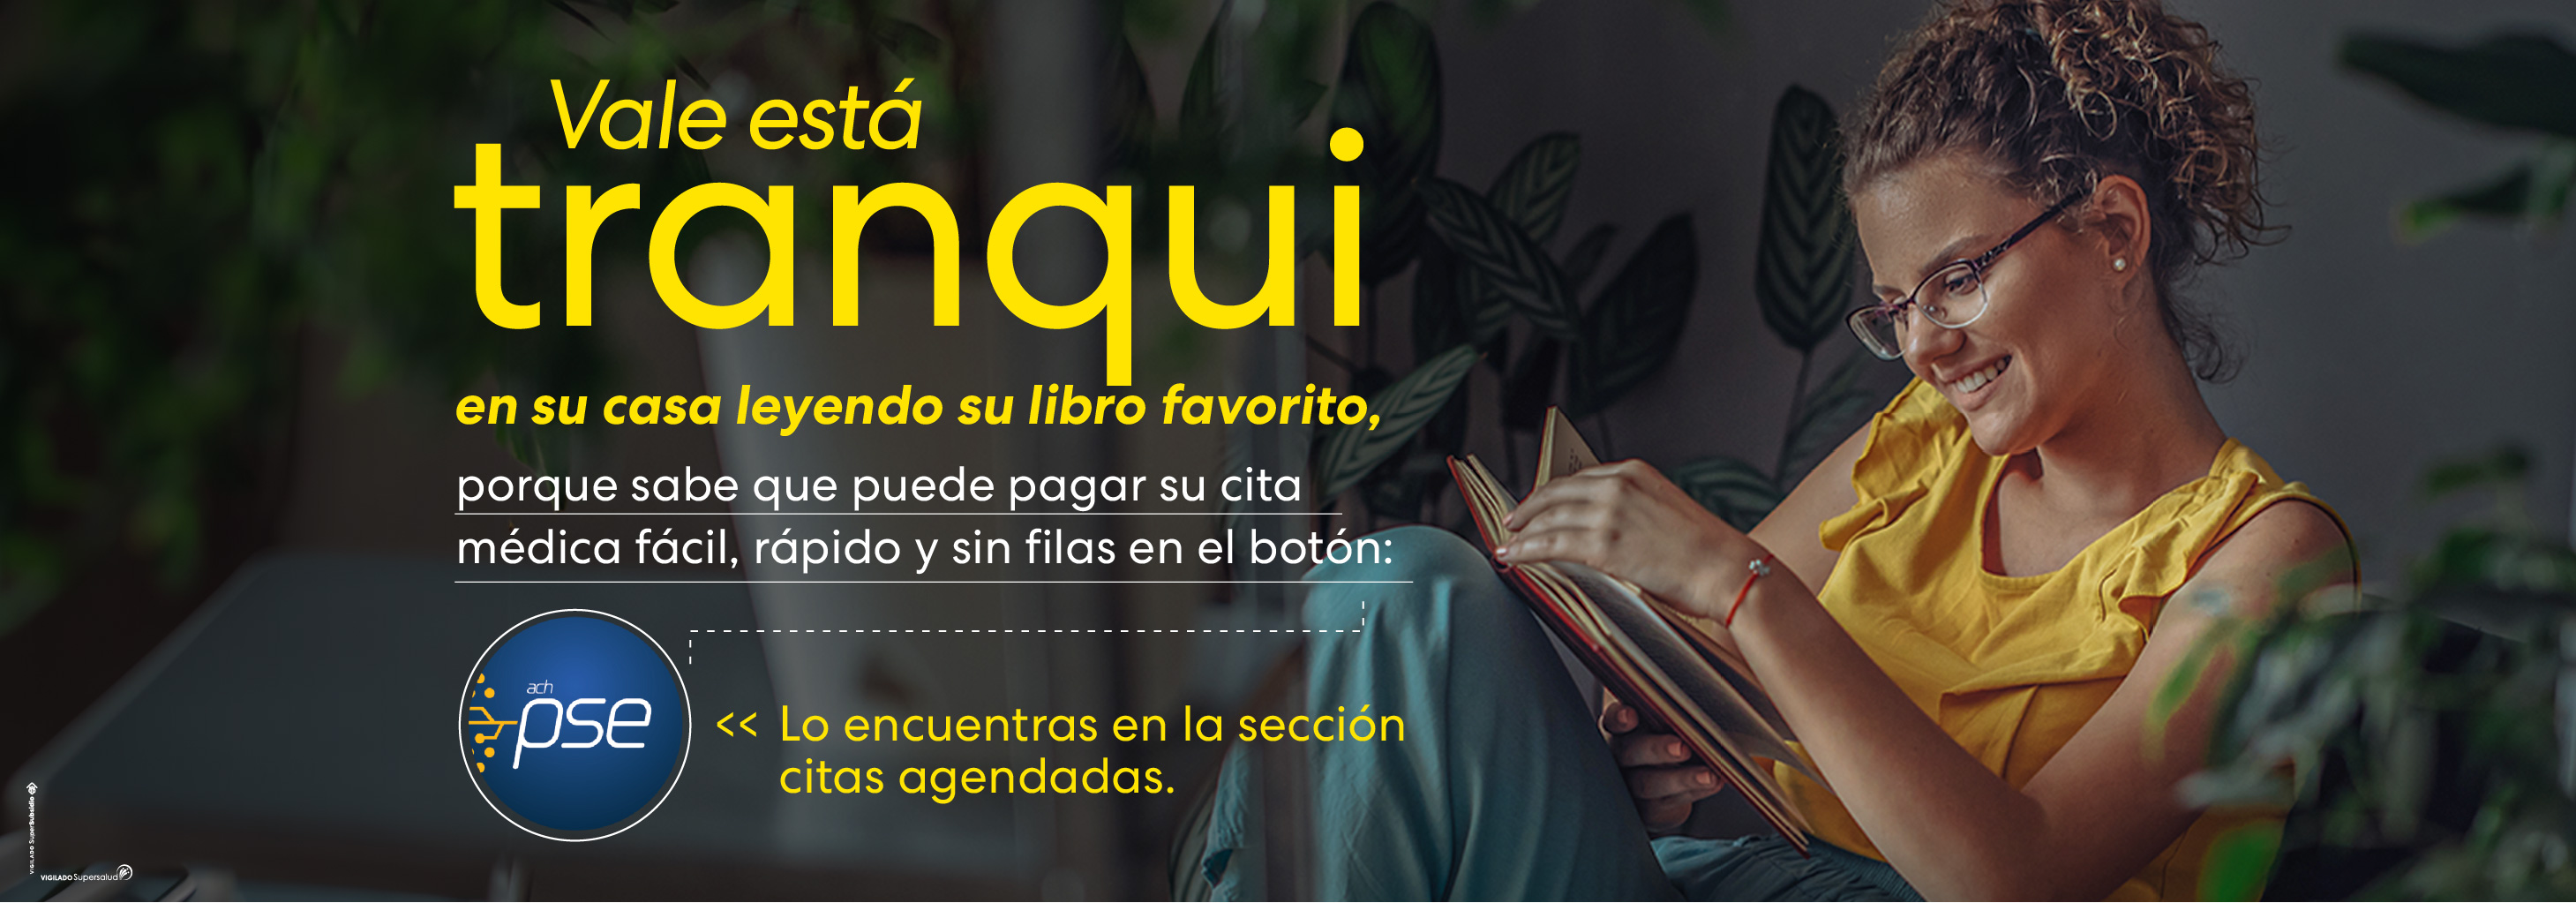 Vale está
tranqui
en su casa leyendo su libro favorito,
porque sabe que puede pagar su cita
médica fácil, rápido y sin filas en el botón:
ach
pse
<< Lo encuentras en la sección
citas agendadas.
VIGILADO SuperSubsidio
VIGILADO Supersalud